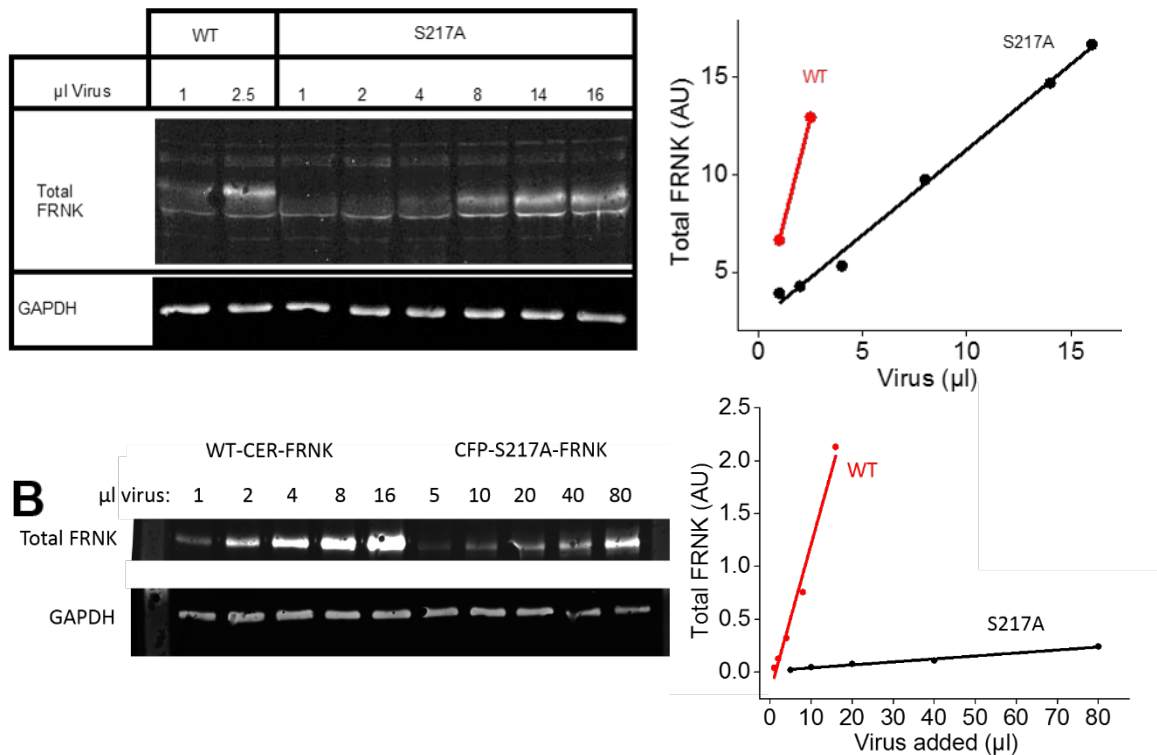 WT S217A
µl Virus 1 2.5 1 2 4 8 14 16
Total
FRNK
GAPDH
Total FRNK (AU)
15
10
5
WT
S217A
0 5 10 15
Virus (µl)
B
WT-CER-FRNK CFP-S217A-FRNK
µl virus: 1 2 4 8 16 5 10 20 40 80
Total FRNK
GAPDH
Total FRNK (AU)
2.5
2.0
1.5
1.0
0.5
0.0
WT
S217A
0 10 20 30 40 50 60 70 80
Virus added (µl)